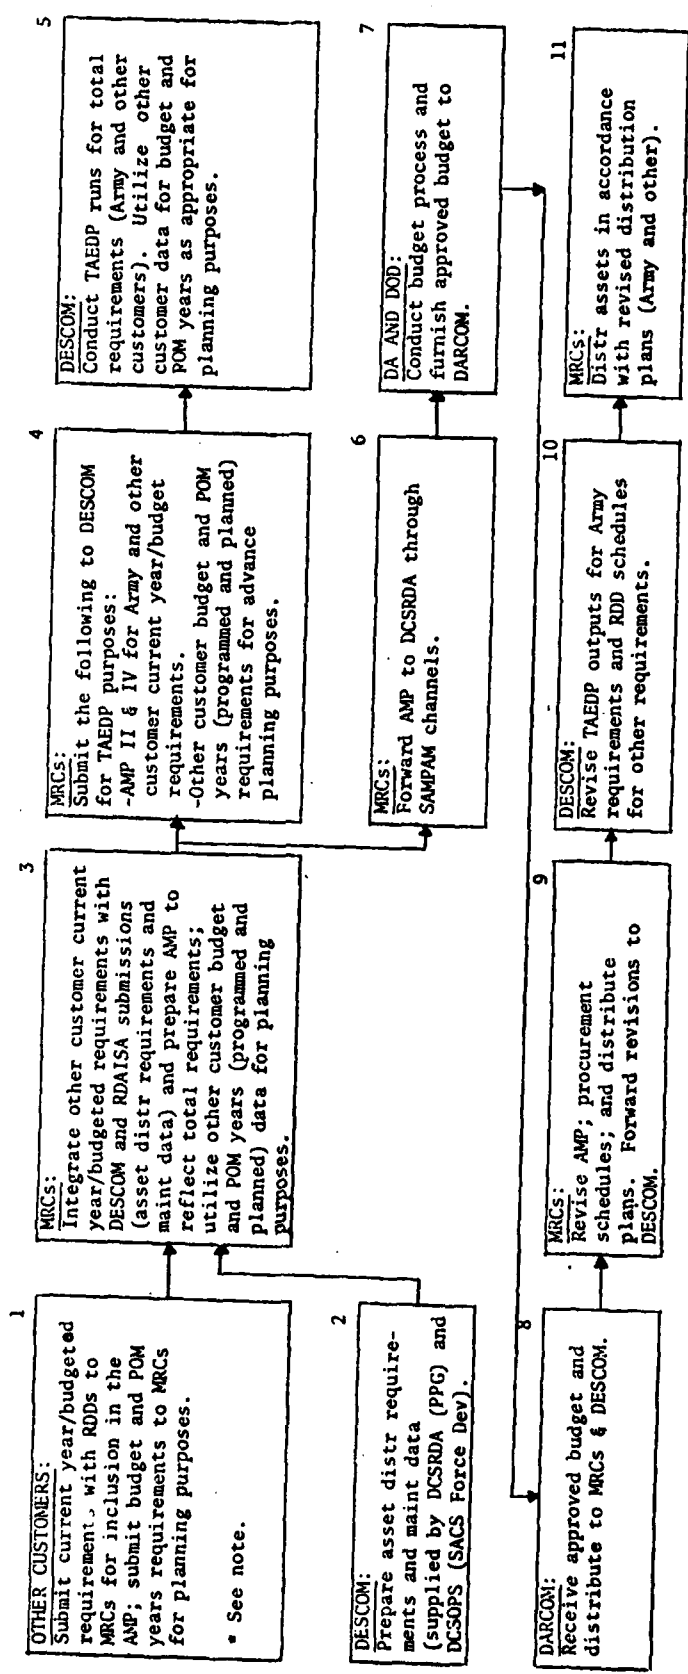 1
OTHER CUSTOMERS:
Submit current year/budgeted
requirements with RDDs to
MRCs for inclusion in the
AMP; submit budget and POM
years requirements to MRCs
for planning purposes.
* See note.
2
DESCOM:
Prepare asset distr require-
ments and maint data
(supplied by DCSRDA (PPG) and
DCSOPS (SACS Force Dev).
3
MRCs:
Integrate other customer current
year/budgeted requirements with
DESCOM and RDAISA submissions
(asset distr requirements and
maint data) and prepare AMP to
reflect total requirements;
utilize other customer budget
and POM years (programmed and
planned) data for planning
purposes.
4
MRCs:
Submit the following to DESCOM
for TAEDP purposes:
-AMP II & IV for Army and other
customer current year/budget
requirements.
-Other customer budget and POM
years (programmed and planned)
requirements for advance
planning purposes.
5
DESCOM:
Conduct TAEDP runs for total
requirements (Army and other
customers). Utilize other
customer data for budget and
POM years as appropriate for
planning purposes.
6
MRCs:
Forward AMP to DCSRDA through
SAMPAM channels.
7
DA AND DOD:
Conduct budget process and
furnish approved budget to
DARCOM.
8
DARCOM:
Receive approved budget and
distribute to MRCs & DESCOM.
9
MRCs:
Revise AMP; procurement
schedules; and distribute
plans. Forward revisions to
DESCOM.
10
DESCOM:
Revise TAEDP outputs for Army
requirements and RDD schedules
for other requirements.
11
MRCs:
Distr assets in accordance
with revised distribution
plans (Army and other).